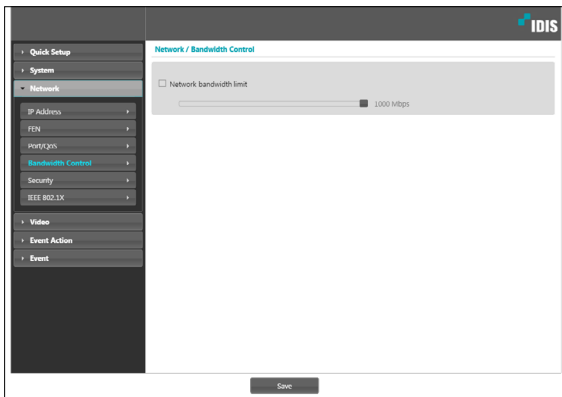 IDIS
Quick Setup
System
Network
IP Address
FEN
Port/QoS
Bandwidth Control
Security
IEEE 802.1X
Video
Event Action
Event
Network / Bandwidth Control
Network bandwidth limit
1000 Mbps
Save